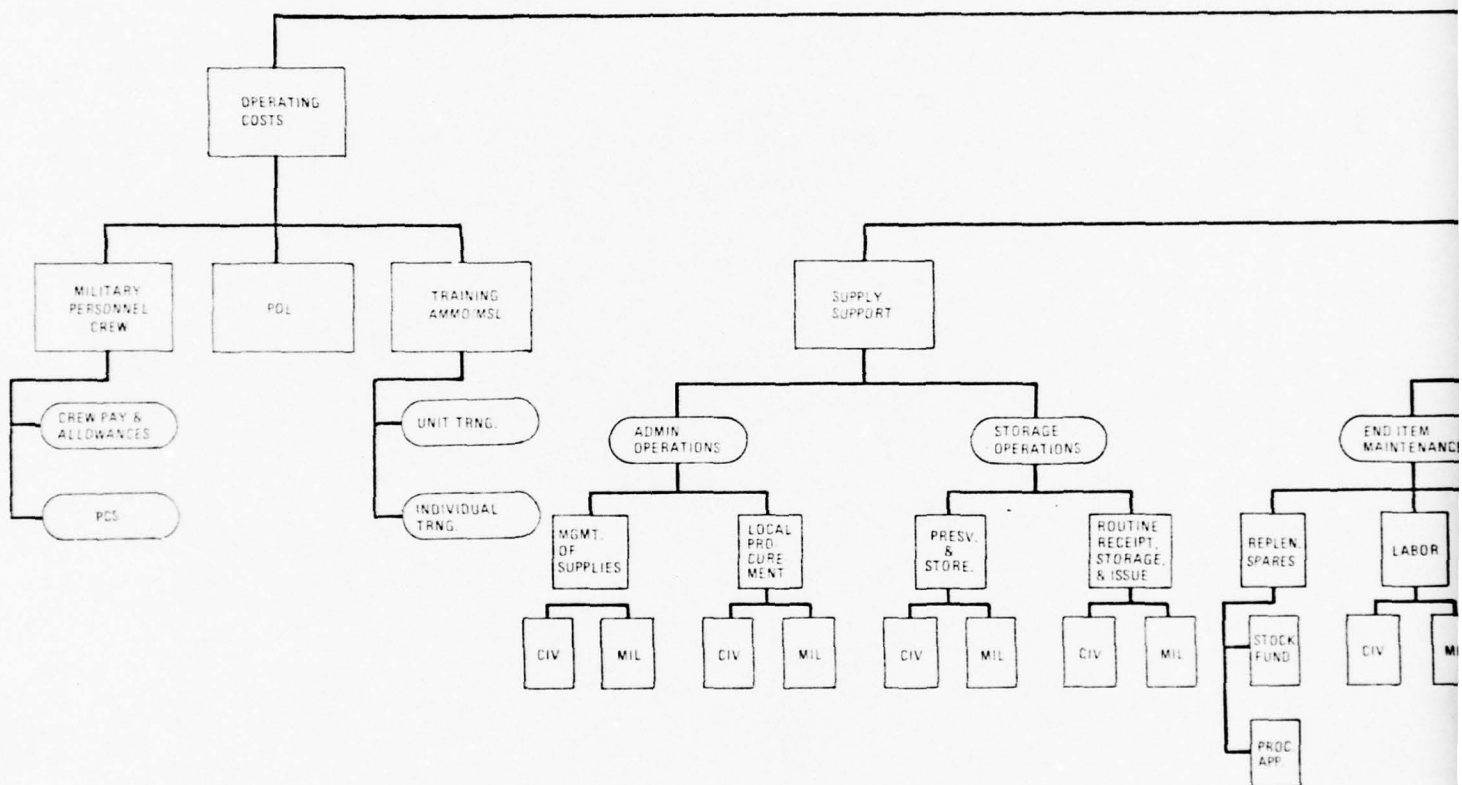 OPERATING
COSTS
MILITARY
PERSONNEL
CREW
POL
TRAINING
AMMO/MSL
SUPPLY
SUPPORT
CREW PAY &
ALLOWANCES
PCS
UNIT TRNG.
INDIVIDUAL
TRNG.
ADMIN
OPERATIONS
STORAGE
OPERATIONS
END ITEM
MAINTENANCE
MGMT.
OF
SUPPLIES
LOCAL
PRO-
CURE-
MENT
PRESV.
&
STORE.
ROUTINE
RECEIPT,
STORAGE,
& ISSUE
REPLEN.
SPARES
LABOR
CIV
MIL
CIV
MIL
CIV
MIL
CIV
MIL
STOCK
FUND
CIV
PROC.
APP.